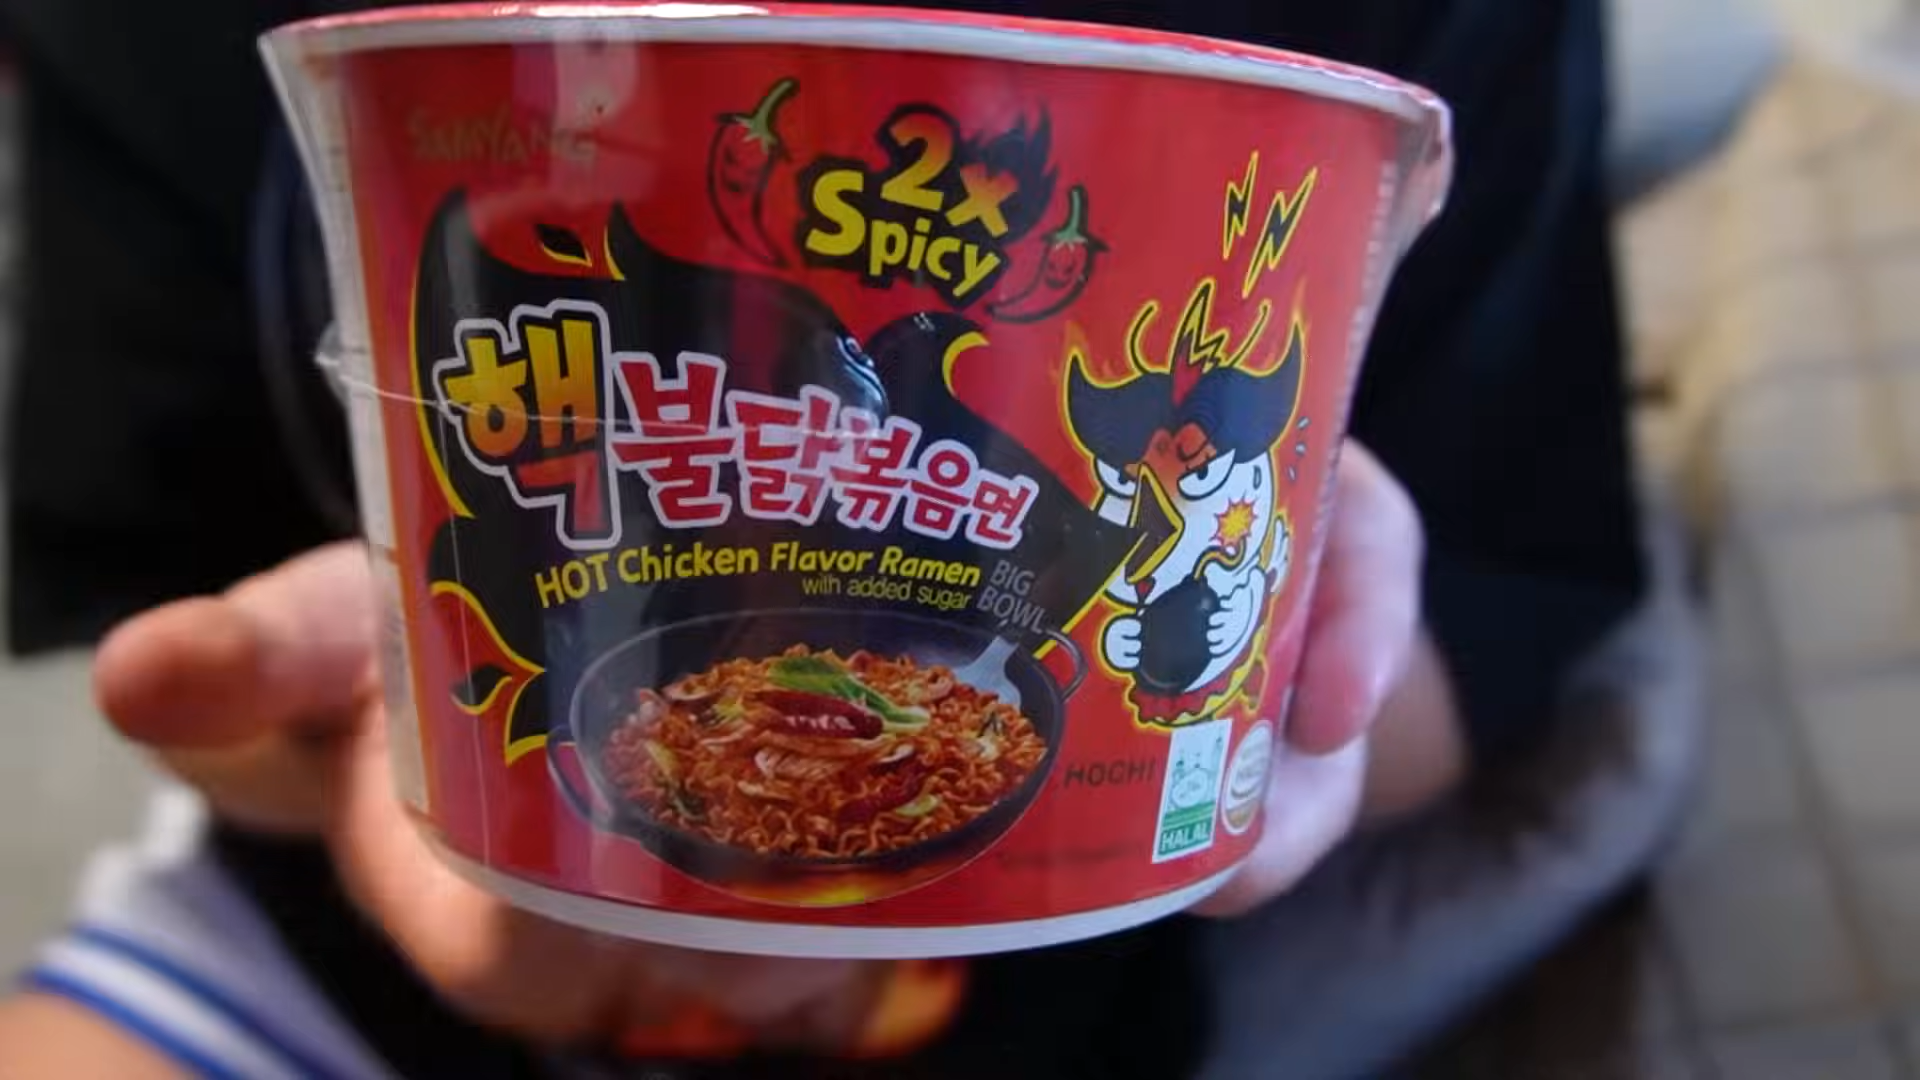 SAMYANG
2x
Spicy
핵불닭볶음면
HOT Chicken Flavor Ramen
with added sugar
BIG
BOWL
HOCHI
HALAL